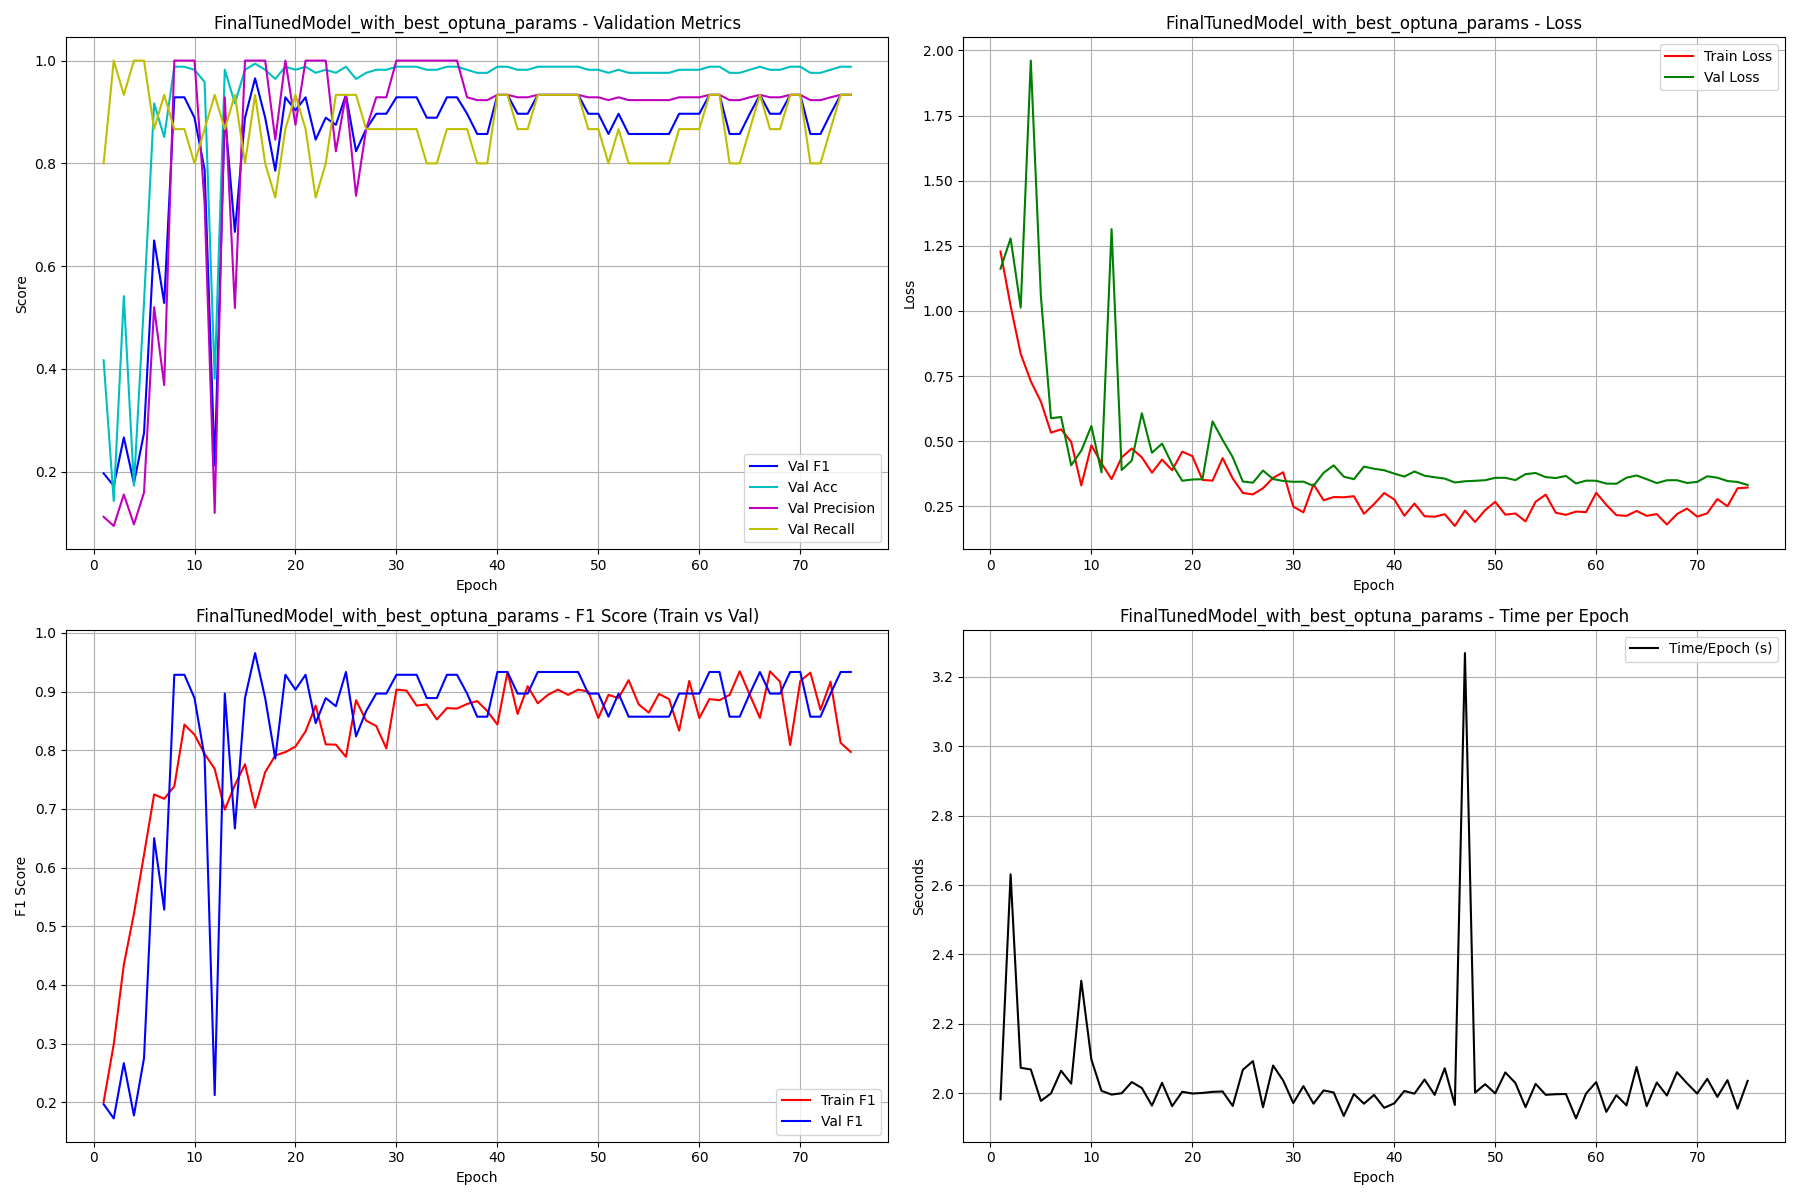 FinalTunedModel_with_best_optuna_params - Validation Metrics
1.0
0.8
0.6
0.4
0.2
Score
0 10 20 30 40 50 60 70
Epoch
Val F1
Val Acc
Val Precision
Val Recall
FinalTunedModel_with_best_optuna_params - Loss
2.00
1.75
1.50
1.25
1.00
0.75
0.50
0.25
Loss
0 10 20 30 40 50 60 70
Epoch
Train Loss
Val Loss
FinalTunedModel_with_best_optuna_params - F1 Score (Train vs Val)
1.0
0.9
0.8
0.7
0.6
0.5
0.4
0.3
0.2
F1 Score
0 10 20 30 40 50 60 70
Epoch
Train F1
Val F1
FinalTunedModel_with_best_optuna_params - Time per Epoch
3.2
3.0
2.8
2.6
2.4
2.2
2.0
Seconds
0 10 20 30 40 50 60 70
Epoch
Time/Epoch (s)